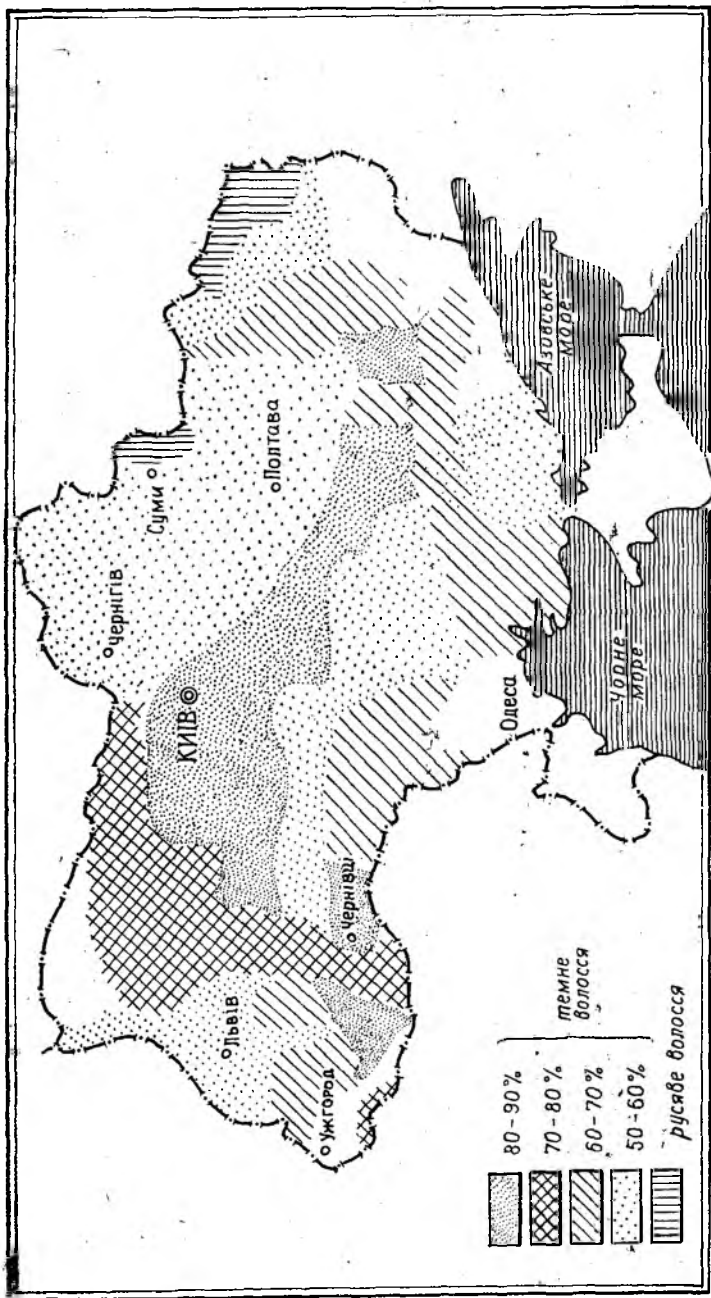 Чернігів
Суми
КИЇВ
Полтава
Львів
Ужгород
Чернівці
Одеса
Азовське
море
Чорне
море
80-90%
70-80%
60-70%
50-60%
темне
волосся
русяве волосся